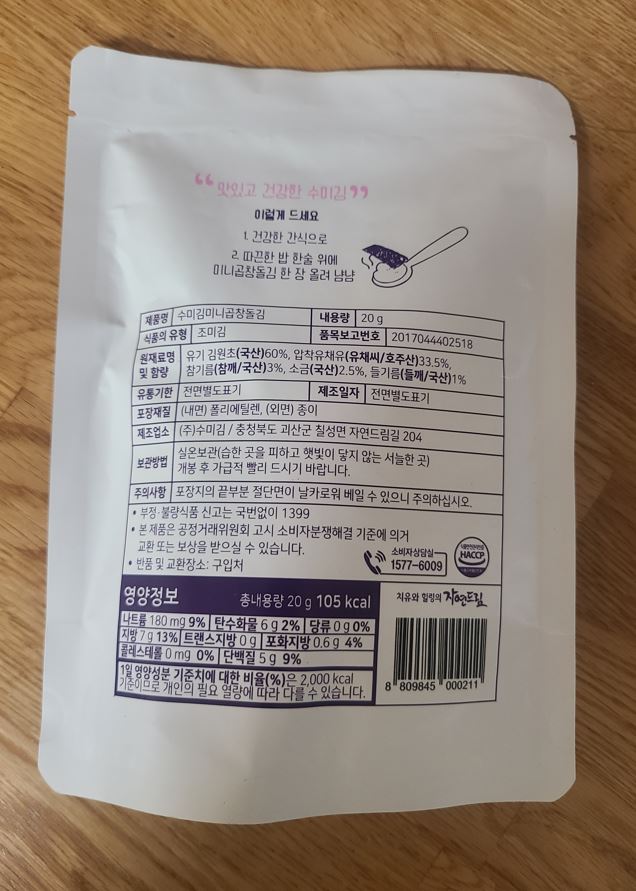 “맛있고 건강한 수미김”
이렇게 드세요
1. 건강한 간식으로
2. 따끈한 밥 한술 위에
미니곱창돌김 한 장 올려 냠냠
제품명 수미김미니곱창돌김 내용량 20 g
식품의 유형 조미김 품목보고번호 2017044402518
원재료명 및 함량 유기 김원초(국산)60%, 압착유채유(유채씨/호주산)33.5%,
참기름(참깨/국산)3%, 소금(국산)2.5%, 들기름(들깨/국산)1%
유통기한 전면별도표기 제조일자 전면별도표기
포장재질 (내면) 폴리에틸렌, (외면) 종이
제조업소 (주)수미김 / 충청북도 괴산군 칠성면 자연드림길 204
보관방법 실온보관(습한 곳을 피하고 햇빛이 닿지 않는 서늘한 곳)
개봉 후 가급적 빨리 드시기 바랍니다.
주의사항 포장지의 끝부분 절단면이 날카로워 베일 수 있으니 주의하십시오.
• 부정·불량식품 신고는 국번없이 1399
• 본 제품은 공정거래위원회 고시 소비자분쟁해결 기준에 의거
교환 또는 보상을 받으실 수 있습니다.
• 반품 및 교환장소: 구입처
소비자상담실
1577-6009
HACCP
영양정보 총내용량 20 g 105 kcal
나트륨 180 mg 9% 탄수화물 6 g 2% 당류 0 g 0%
지방 7 g 13% 트랜스지방 0 g 포화지방 0.6 g 4%
콜레스테롤 0 mg 0% 단백질 5 g 9%
1일 영양성분 기준치에 대한 비율(%)은 2,000 kcal
기준이므로 개인의 필요 열량에 따라 다를 수 있습니다.
치유와 힐링의 자연드림
8 809845 000211